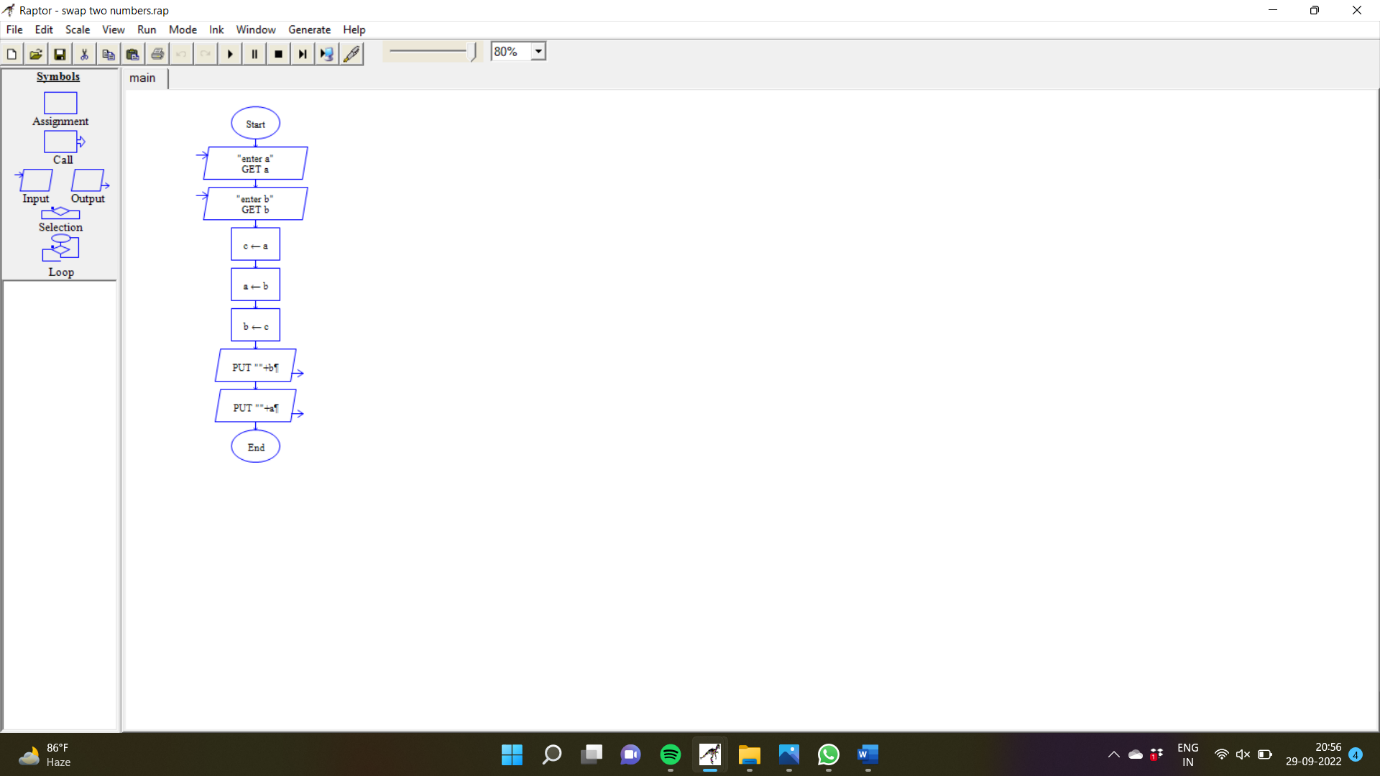 Raptor - swap two numbers.rap
File Edit Scale View Run Mode Ink Window Generate Help
80%
Symbols
Assignment
Call
Input Output
Selection
Loop
main
Start
"enter a"
GET a
"enter b"
GET b
c ← a
a ← b
b ← c
PUT ""+b¶
PUT ""+a¶
End
86°F
Haze
ENG
IN
20:56
29-09-2022
4